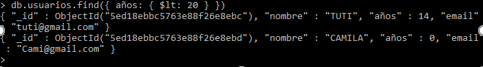 > db.usuarios.find({ años: { $lt: 20 } })
{ "_id" : ObjectId("5ed18ebbc5763e88f26e8ebc"), "nombre" : "TUTI", "años" : 14, "email"
: "tuti@gmail.com" }
{ "_id" : ObjectId("5ed18ebbc5763e88f26e8ebd"), "nombre" : "CAMILA", "años" : 0, "email"
: "Cami@gmail.com" }
>